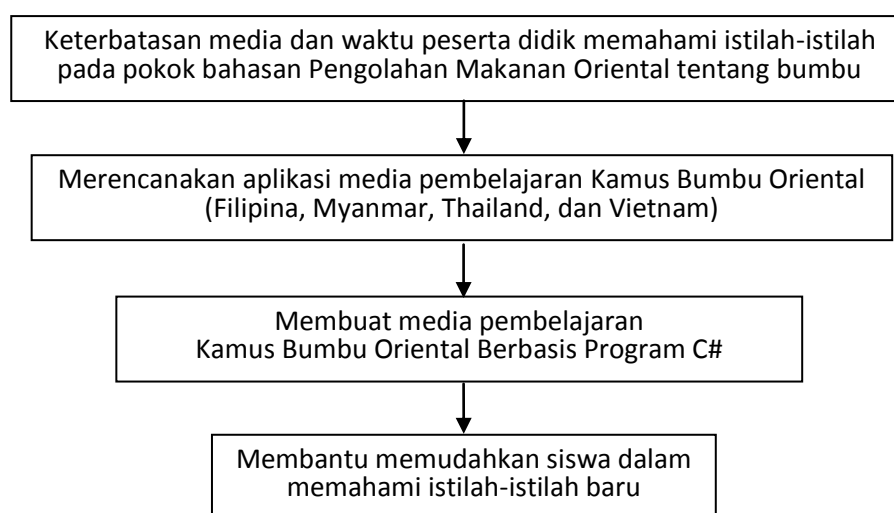 Keterbatasan media dan waktu peserta didik memahami istilah-istilah
pada pokok bahasan Pengolahan Makanan Oriental tentang bumbu
Merencanakan aplikasi media pembelajaran Kamus Bumbu Oriental
(Filipina, Myanmar, Thailand, dan Vietnam)
Membuat media pembelajaran
Kamus Bumbu Oriental Berbasis Program C#
Membantu memudahkan siswa dalam
memahami istilah-istilah baru